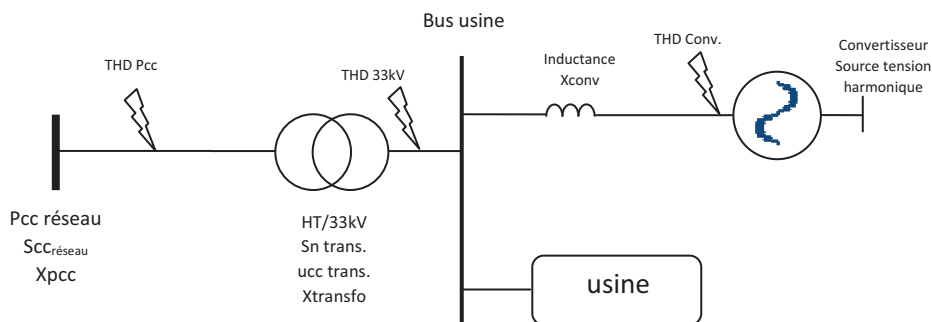 Bus usine
THD Pcc
THD 33kV
Inductance
Xconv
THD Conv.
Convertisseur
Source tension
harmonique
Pcc réseau
Sccréseau
Xpcc
HT/33kV
Sn trans.
ucc trans.
Xtransfo
usine